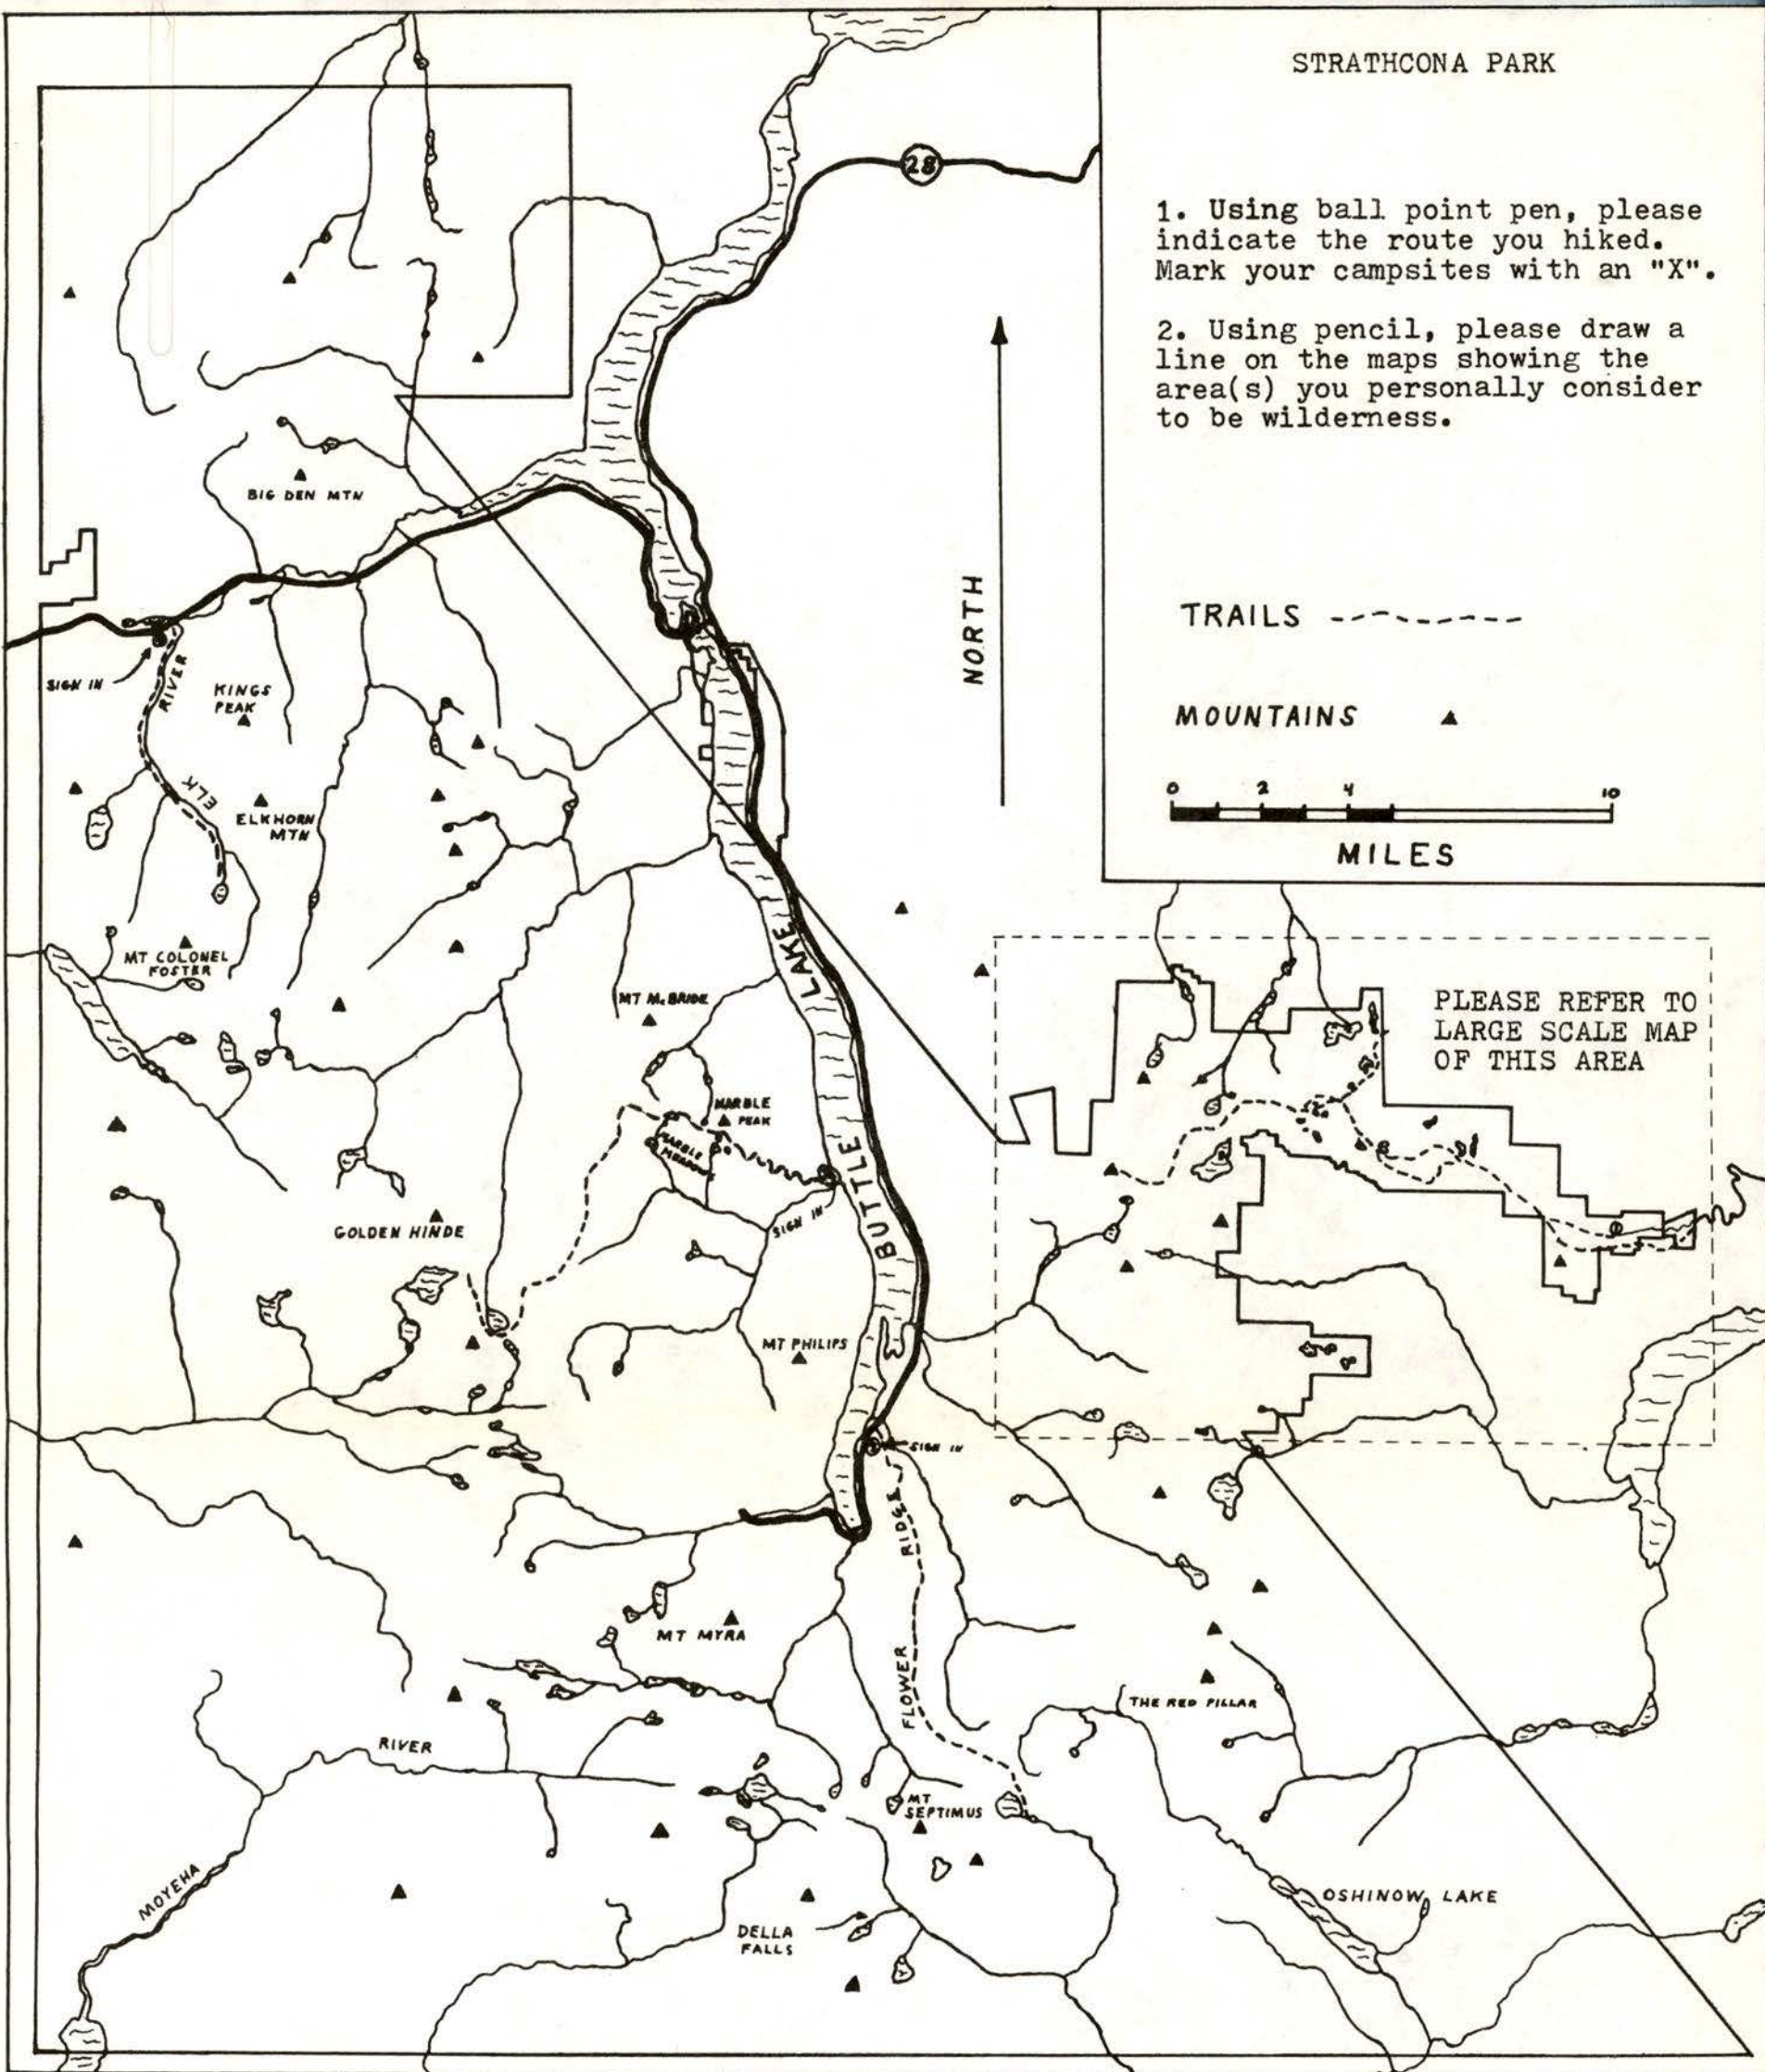 STRATHCONA PARK
28
1. Using ball point pen, please
indicate the route you hiked.
Mark your campsites with an "X".
2. Using pencil, please draw a
line on the maps showing the
area(s) you personally consider
to be wilderness.
NORTH
TRAILS
MOUNTAINS
0 2 4 10
MILES
BIG DEN MTN
SIGN IN
RIVER
KINGS
PEAK
ELK
ELKHORN
MTN
MT COLONEL
FOSTER
MT McBRIDE
LAKE
PLEASE REFER TO
LARGE SCALE MAP
OF THIS AREA
MARBLE
PEAK
MARBLE
MEADOW
BUTTLE
SIGN IN
GOLDEN HINDE
MT PHILIPS
SIGN IN
RIDGE
FLOWER
MT MYRA
THE RED PILLAR
RIVER
MT
SEPTIMUS
MOYEHA
OSHINOW LAKE
DELLA
FALLS